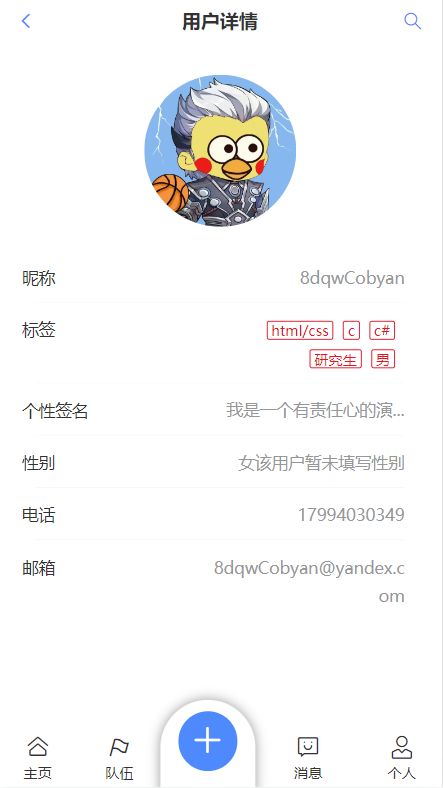 用户详情
昵称 8dqwCobyan
标签 html/css c c#
研究生 男
个性签名 我是一个有责任心的演...
性别 女该用户暂未填写性别
电话 17994030349
邮箱 8dqwCobyan@yandex.c
om
主页 队伍 消息 个人